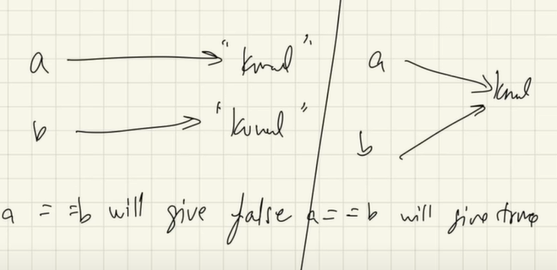 a "kunal"
b "kunal"
a == b will give false
a
b
kunal
a == b will give true